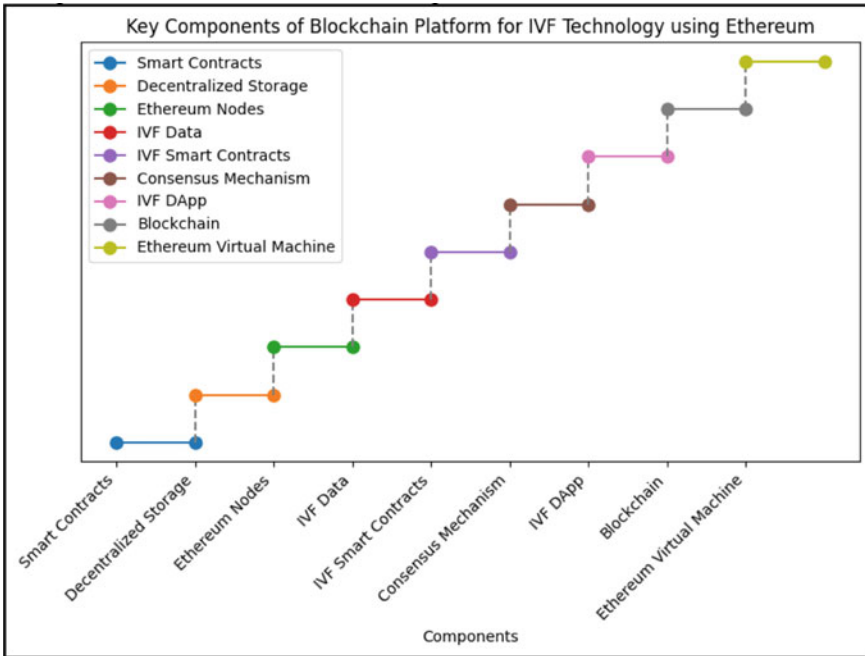 Key Components of Blockchain Platform for IVF Technology using Ethereum
Smart Contracts
Decentralized Storage
Ethereum Nodes
IVF Data
IVF Smart Contracts
Consensus Mechanism
IVF DApp
Blockchain
Ethereum Virtual Machine
Smart Contracts
Decentralized Storage
Ethereum Nodes
IVF Data
IVF Smart Contracts
Consensus Mechanism
IVF DApp
Blockchain
Ethereum Virtual Machine
Components